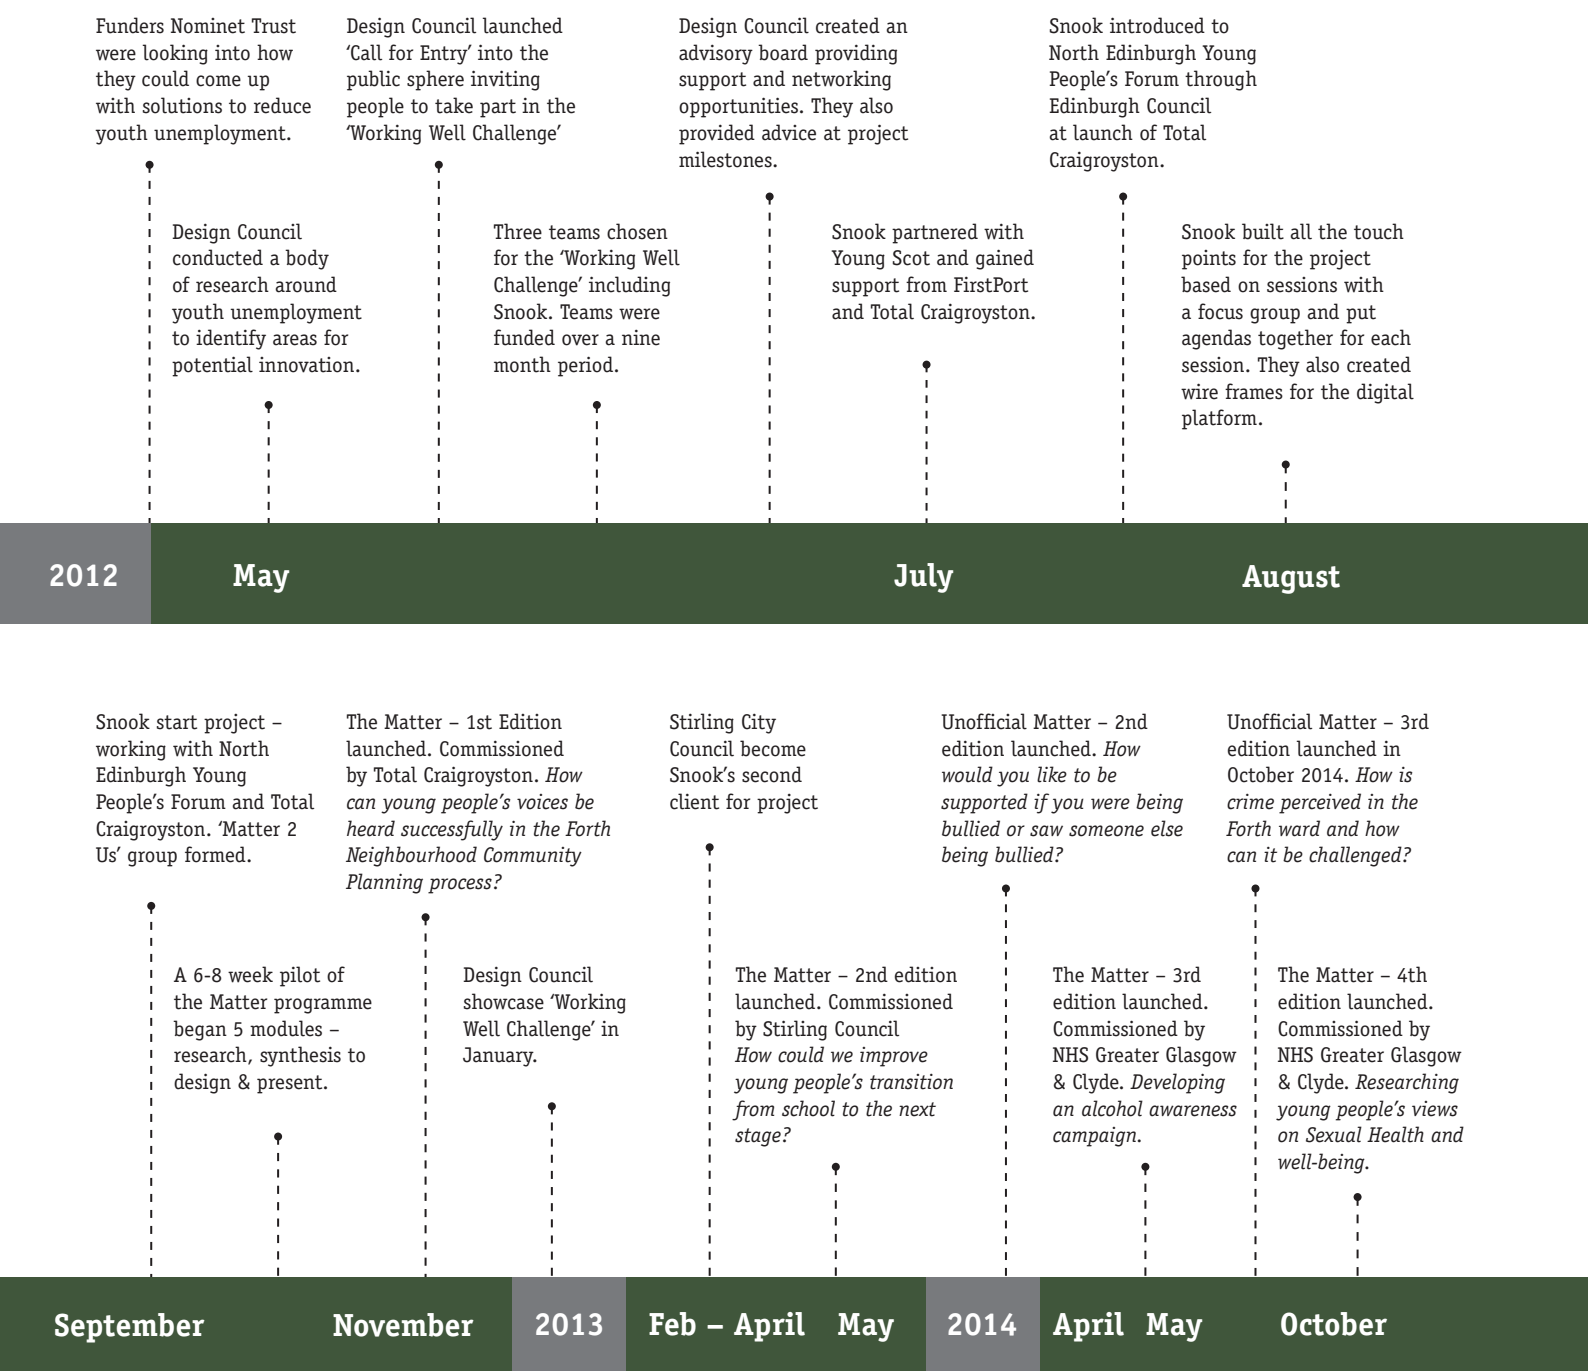 Funders Nominet Trust
were looking into how
they could come up
with solutions to reduce
youth unemployment.
Design Council
conducted a body
of research around
youth unemployment
to identify areas for
potential innovation.
Design Council launched
‘Call for Entry’ into the
public sphere inviting
people to take part in the
‘Working Well Challenge’
Three teams chosen
for the ‘Working Well
Challenge’ including
Snook. Teams were
funded over a nine
month period.
Design Council created an
advisory board providing
support and networking
opportunities. They also
provided advice at project
milestones.
Snook partnered with
Young Scot and gained
support from FirstPort
and Total Craigroyston.
Snook introduced to
North Edinburgh Young
People’s Forum through
Edinburgh Council
at launch of Total
Craigroyston.
Snook built all the touch
points for the project
based on sessions with
a focus group and put
agendas together for each
session. They also created
wire frames for the digital
platform.
2012 May July August
Snook start project –
working with North
Edinburgh Young
People’s Forum and Total
Craigroyston. ‘Matter 2
Us’ group formed.
A 6-8 week pilot of
the Matter programme
began 5 modules –
research, synthesis to
design & present.
The Matter – 1st Edition
launched. Commissioned
by Total Craigroyston. How
can young people’s voices be
heard successfully in the Forth
Neighbourhood Community
Planning process?
Design Council
showcase ‘Working
Well Challenge’ in
January.
Stirling City
Council become
Snook’s second
client for project
The Matter – 2nd edition
launched. Commissioned
by Stirling Council
How could we improve
young people’s transition
from school to the next
stage?
Unofficial Matter – 2nd
edition launched. How
would you like to be
supported if you were being
bullied or saw someone else
being bullied?
The Matter – 3rd
edition launched.
Commissioned by
NHS Greater Glasgow
& Clyde. Developing
an alcohol awareness
campaign.
Unofficial Matter – 3rd
edition launched in
October 2014. How is
crime perceived in the
Forth ward and how
can it be challenged?
The Matter – 4th
edition launched.
Commissioned by
NHS Greater Glasgow
& Clyde. Researching
young people’s views
on Sexual Health and
well-being.
September November 2013 Feb – April May 2014 April May October